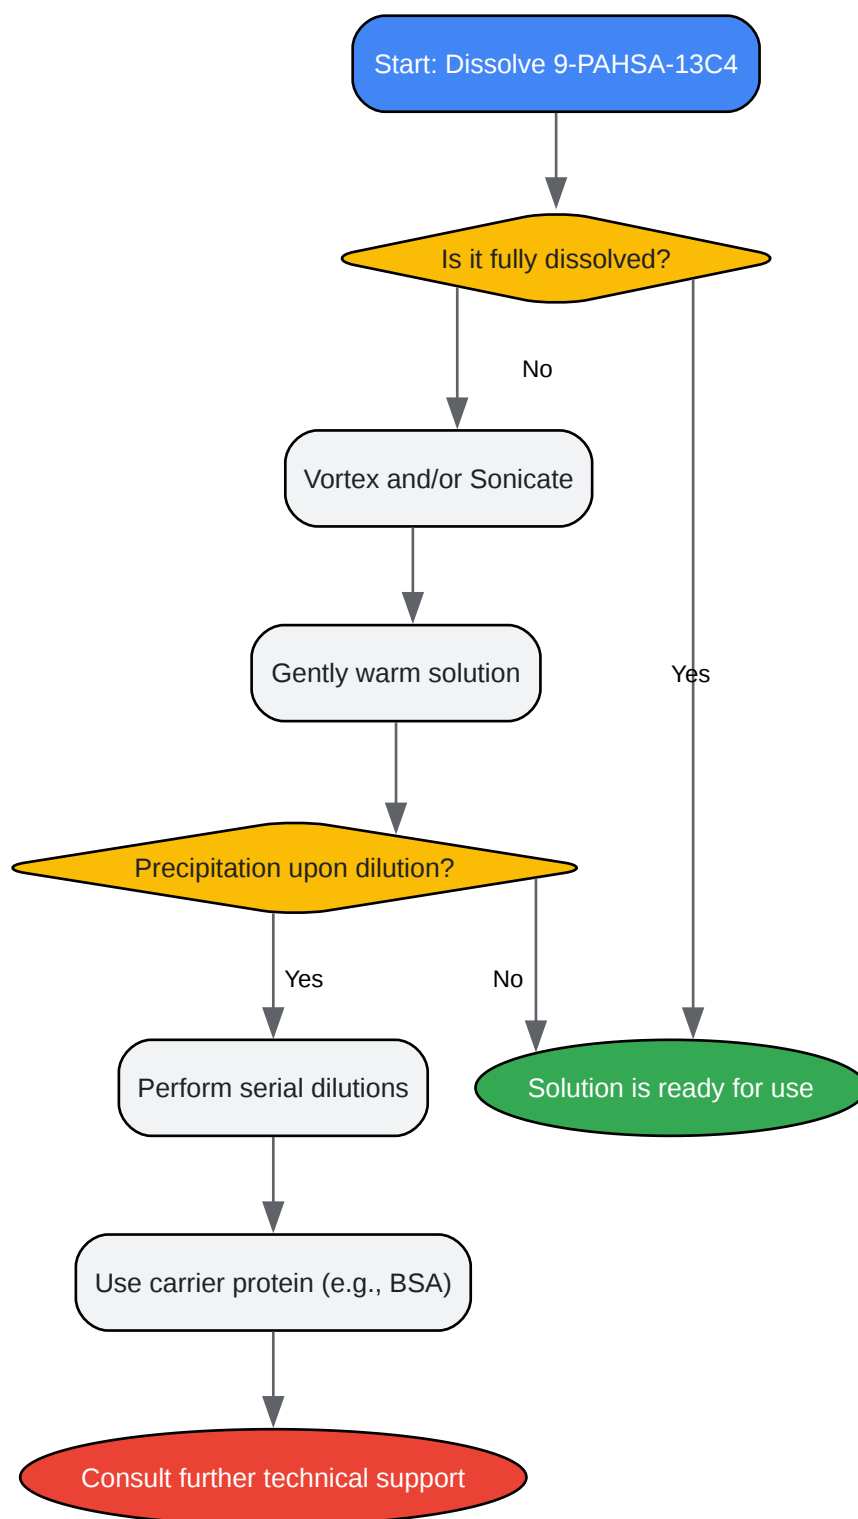 Start: Dissolve 9-PAHSA-13C4
Is it fully dissolved?
No
Vortex and/or Sonicate
Gently warm solution
Yes
Precipitation upon dilution?
Yes
No
Perform serial dilutions
Solution is ready for use
Use carrier protein (e.g., BSA)
Consult further technical support